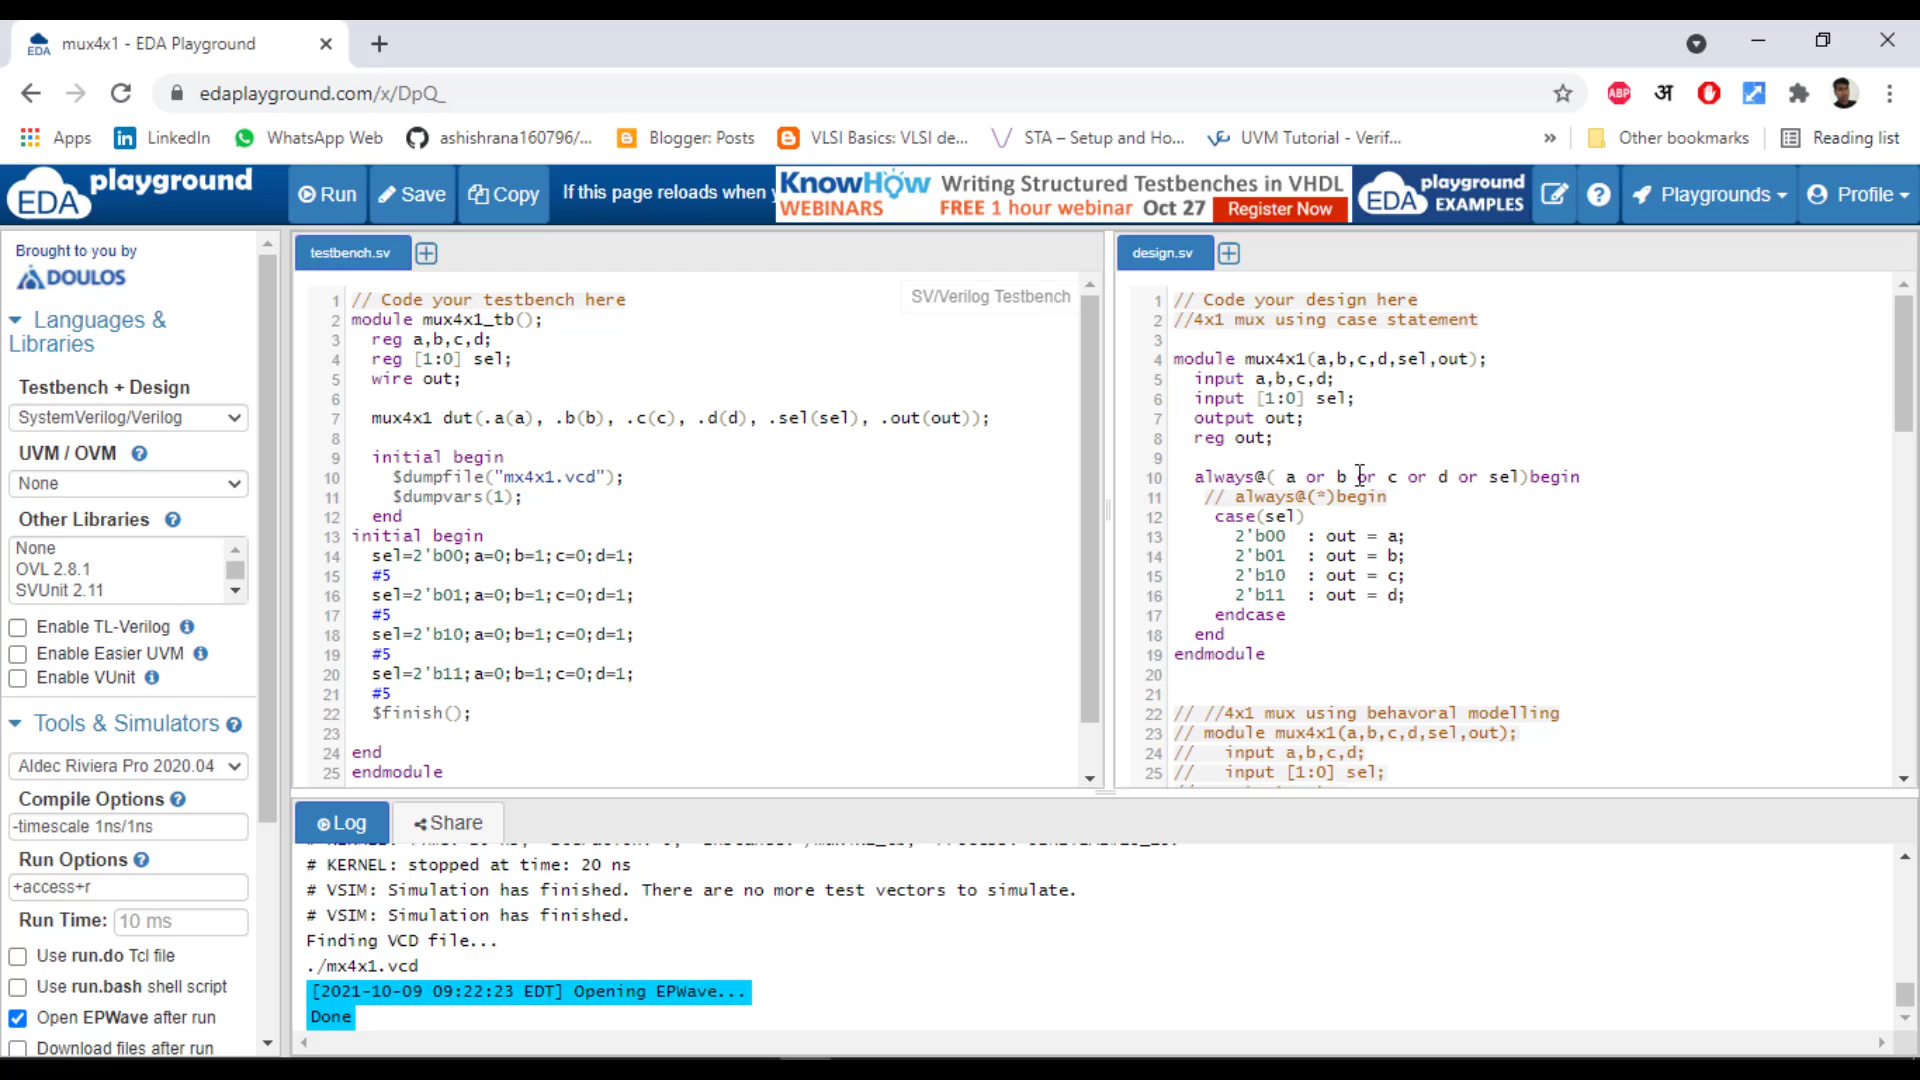 mux4x1 - EDA Playground
edaplayground.com/x/DpQ_
ABP
अ
Apps
LinkedIn
WhatsApp Web
ashishrana160796/...
Blogger: Posts
VLSI Basics: VLSI de...
STA – Setup and Ho...
UVM Tutorial - Verif...
»
Other bookmarks
Reading list
EDA playground
Run
Save
Copy
If this page reloads when y
KnowHow WEBINARS
Writing Structured Testbenches in VHDL
FREE 1 hour webinar Oct 27 Register Now
EDA playground EXAMPLES
Playgrounds
Profile
Brought to you by
DOULOS
Languages &
Libraries
Testbench + Design
SystemVerilog/Verilog
UVM / OVM
None
Other Libraries
None
OVL 2.8.1
SVUnit 2.11
Enable TL-Verilog
Enable Easier UVM
Enable VUnit
Tools & Simulators
Aldec Riviera Pro 2020.04
Compile Options
-timescale 1ns/1ns
Run Options
+access+r
Run Time: 10 ms
Use run.do Tcl file
Use run.bash shell script
Open EPWave after run
Download files after run
testbench.sv
SV/Verilog Testbench
1 // Code your testbench here
2 module mux4x1_tb();
3 reg a,b,c,d;
4 reg [1:0] sel;
5 wire out;
6
7 mux4x1 dut(.a(a), .b(b), .c(c), .d(d), .sel(sel), .out(out));
8
9 initial begin
10 $dumpfile("mx4x1.vcd");
11 $dumpvars(1);
12 end
13 initial begin
14 sel=2'b00;a=0;b=1;c=0;d=1;
15 #5
16 sel=2'b01;a=0;b=1;c=0;d=1;
17 #5
18 sel=2'b10;a=0;b=1;c=0;d=1;
19 #5
20 sel=2'b11;a=0;b=1;c=0;d=1;
21 #5
22 $finish();
23
24 end
25 endmodule
design.sv
1 // Code your design here
2 //4x1 mux using case statement
3
4 module mux4x1(a,b,c,d,sel,out);
5 input a,b,c,d;
6 input [1:0] sel;
7 output out;
8 reg out;
9
10 always@( a or b or c or d or sel)begin
11 // always@(*)begin
12 case(sel)
13 2'b00 : out = a;
14 2'b01 : out = b;
15 2'b10 : out = c;
16 2'b11 : out = d;
17 endcase
18 end
19 endmodule
20
21
22 // //4x1 mux using behavoral modelling
23 // module mux4x1(a,b,c,d,sel,out);
24 // input a,b,c,d;
25 // input [1:0] sel;
Log
Share
# KERNEL: stopped at time: 20 ns
# VSIM: Simulation has finished. There are no more test vectors to simulate.
# VSIM: Simulation has finished.
Finding VCD file...
./mx4x1.vcd
[2021-10-09 09:22:23 EDT] Opening EPWave...
Done